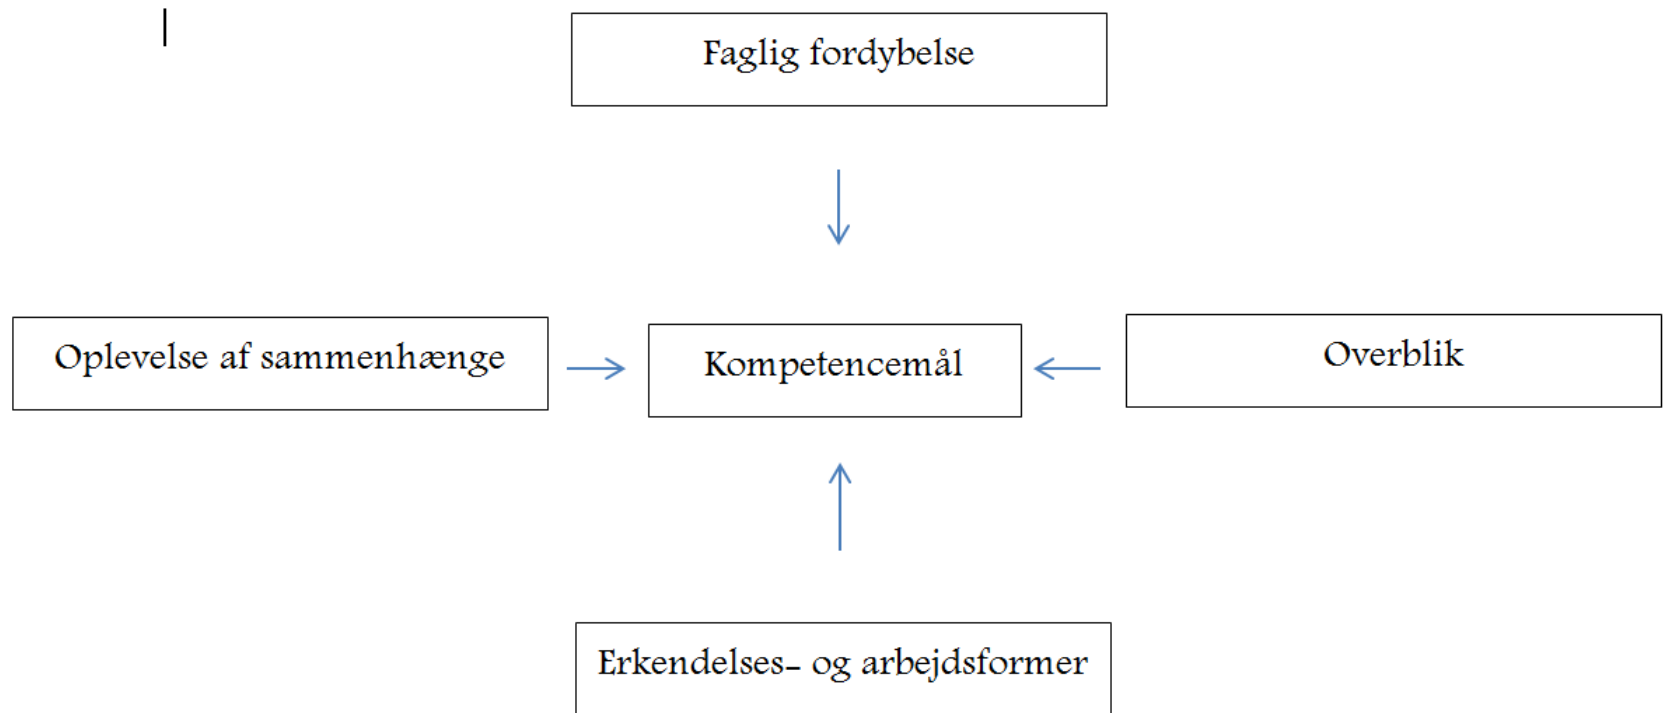 Faglig fordybelse
Oplevelse af sammenhænge
Kompetencemål
Overblik
Erkendelses- og arbejdsformer